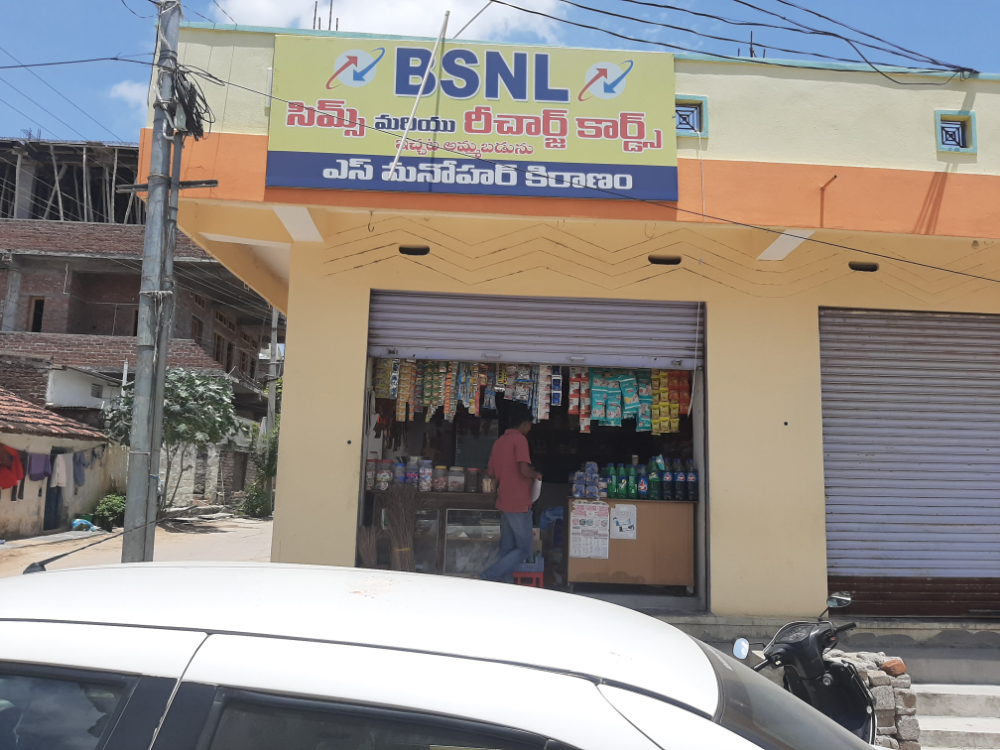 BSNL
సిమ్స్ మరియు రీచార్జ్ కార్డ్స్
ఇచ్చట అమ్మబడును
ఎస్ మనోహర్ కిరాణం